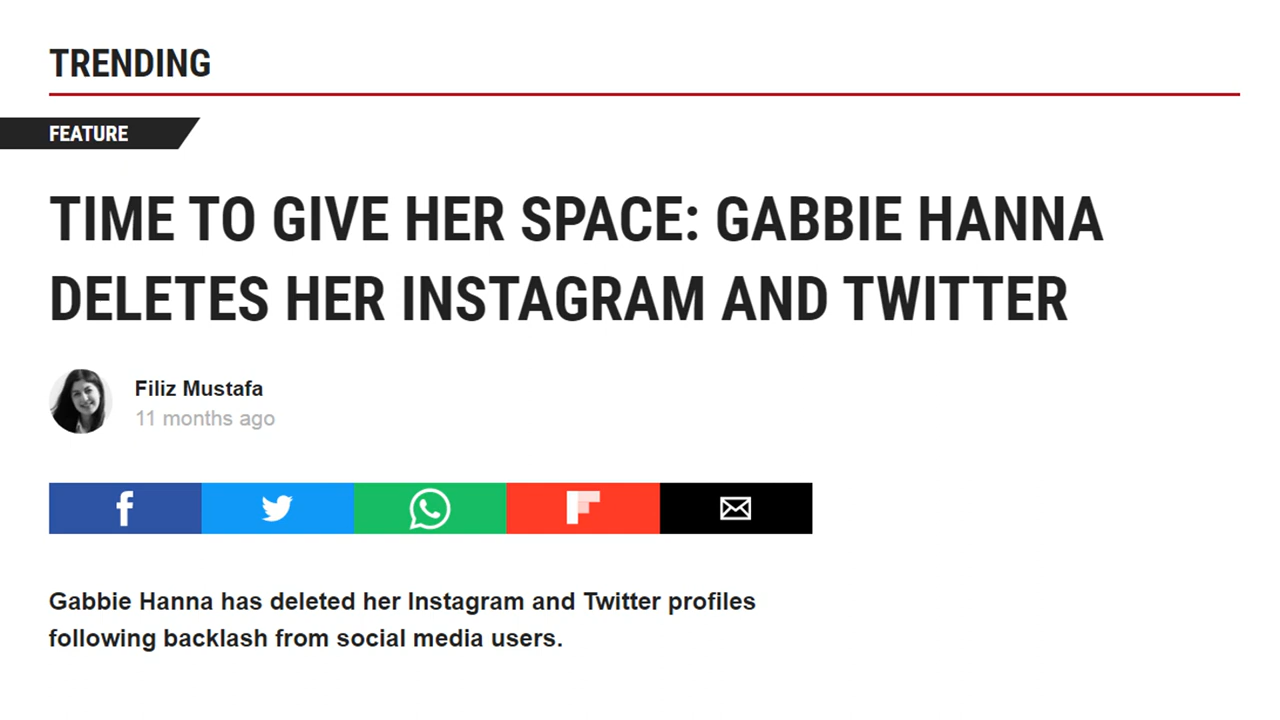 TRENDING
FEATURE
TIME TO GIVE HER SPACE: GABBIE HANNA
DELETES HER INSTAGRAM AND TWITTER
Filiz Mustafa
11 months ago
Gabbie Hanna has deleted her Instagram and Twitter profiles
following backlash from social media users.